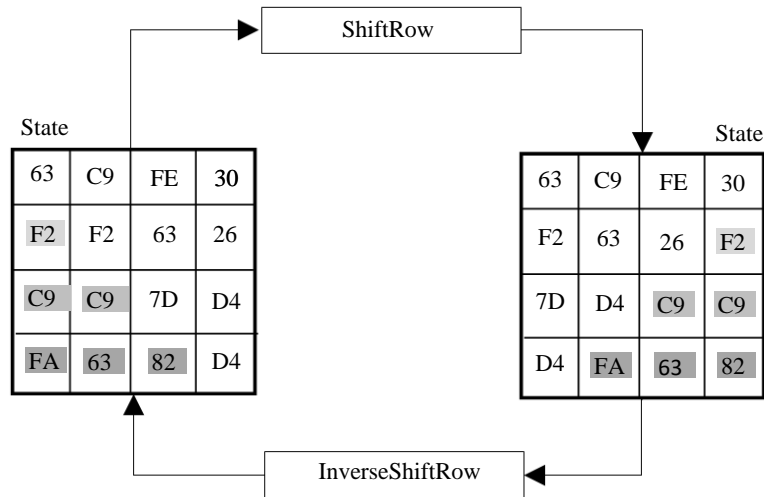 ShiftRow
State
63 C9 FE 30
F2 F2 63 26
C9 C9 7D D4
FA 63 82 D4
State
63 C9 FE 30
F2 63 26 F2
7D D4 C9 C9
D4 FA 63 82
InverseShiftRow